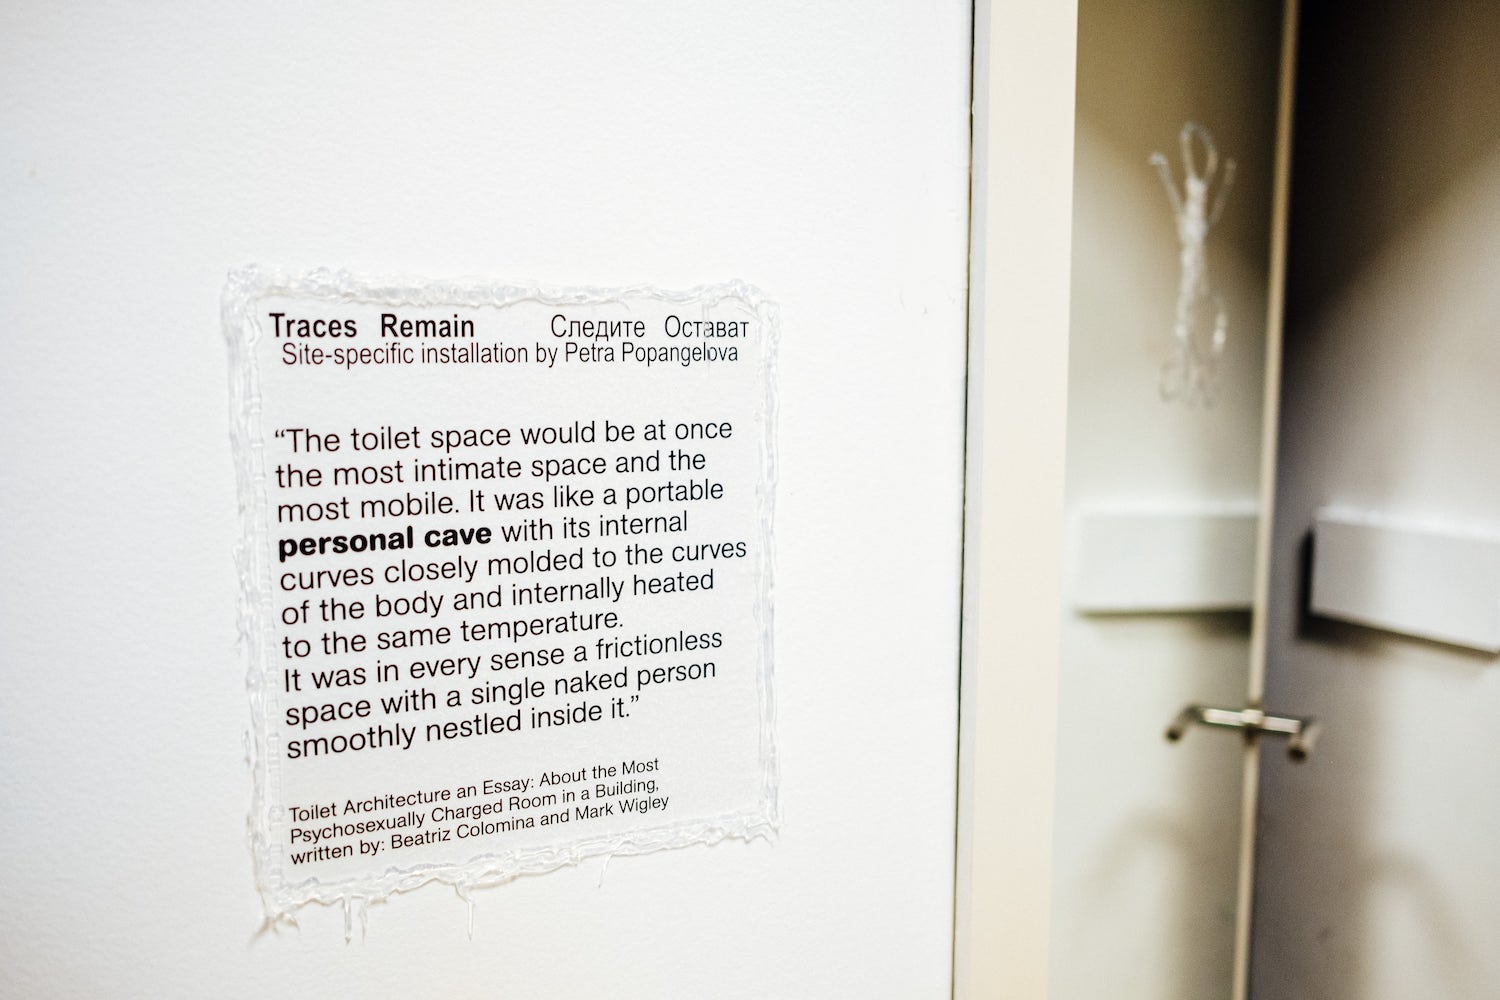 Traces Remain Следите Остават
Site-specific installation by Petra Popangelova
“The toilet space would be at once
the most intimate space and the
most mobile. It was like a portable
personal cave with its internal
curves closely molded to the curves
of the body and internally heated
to the same temperature.
It was in every sense a frictionless
space with a single naked person
smoothly nestled inside it.”
Toilet Architecture an Essay: About the Most
Psychosexually Charged Room in a Building,
written by: Beatriz Colomina and Mark Wigley